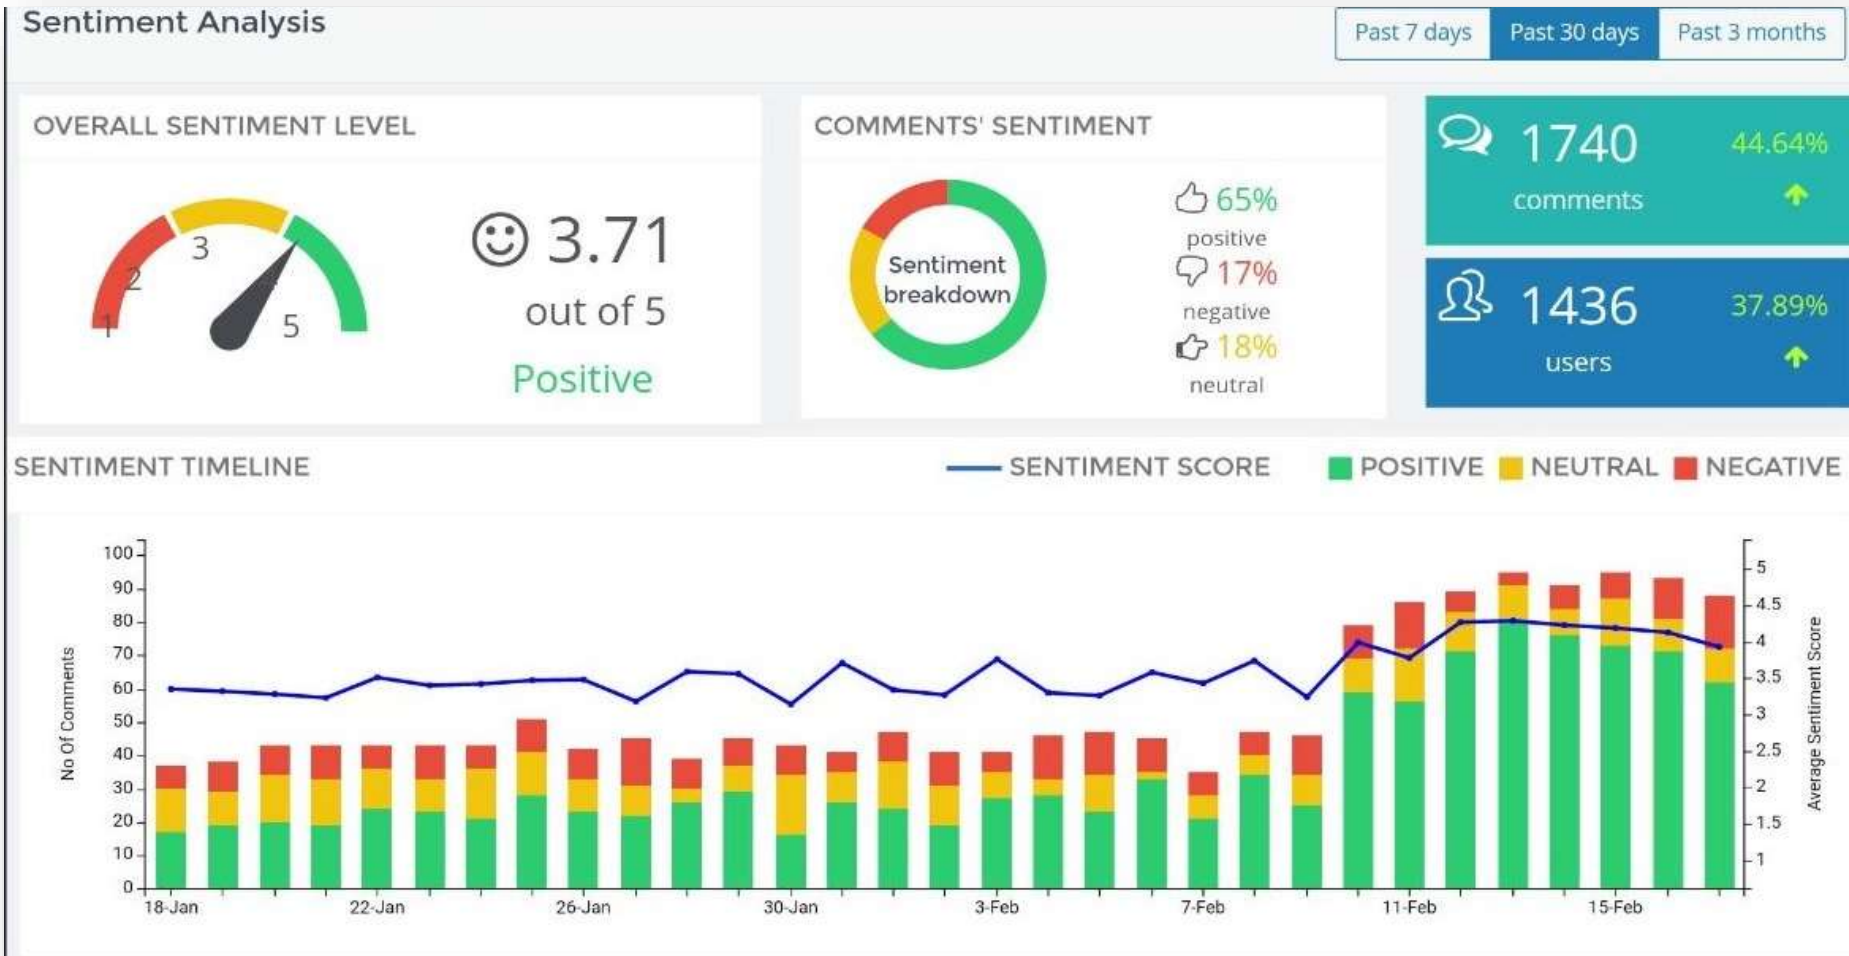 Sentiment Analysis
Past 7 days Past 30 days Past 3 months
OVERALL SENTIMENT LEVEL
1
2
3
5
3.71
out of 5
Positive
COMMENTS' SENTIMENT
Sentiment
breakdown
65%
positive
17%
negative
18%
neutral
1740 44.64%
comments
1436 37.89%
users
SENTIMENT TIMELINE
SENTIMENT SCORE POSITIVE NEUTRAL NEGATIVE
No Of Comments
100
90
80
70
60
50
40
30
20
10
0
5
4.5
4
3.5
3
2.5
2
1.5
1
Average Sentiment Score
18-Jan 22-Jan 26-Jan 30-Jan 3-Feb 7-Feb 11-Feb 15-Feb